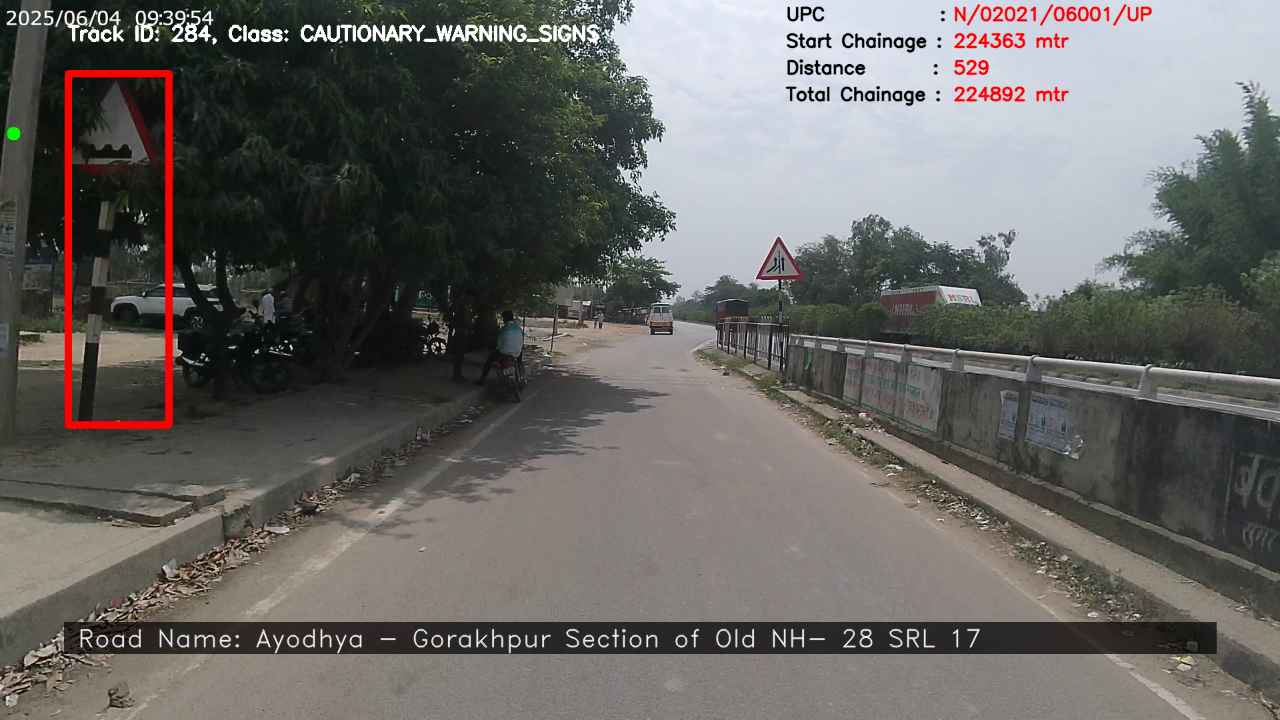 2025/06/04 09:39:54
Track ID: 284, Class: CAUTIONARY_WARNING_SIGNS
UPC : N/02021/06001/UP
Start Chainage : 224363 mtr
Distance : 529
Total Chainage : 224892 mtr
Road Name: Ayodhya - Gorakhpur Section of Old NH- 28 SRL 17